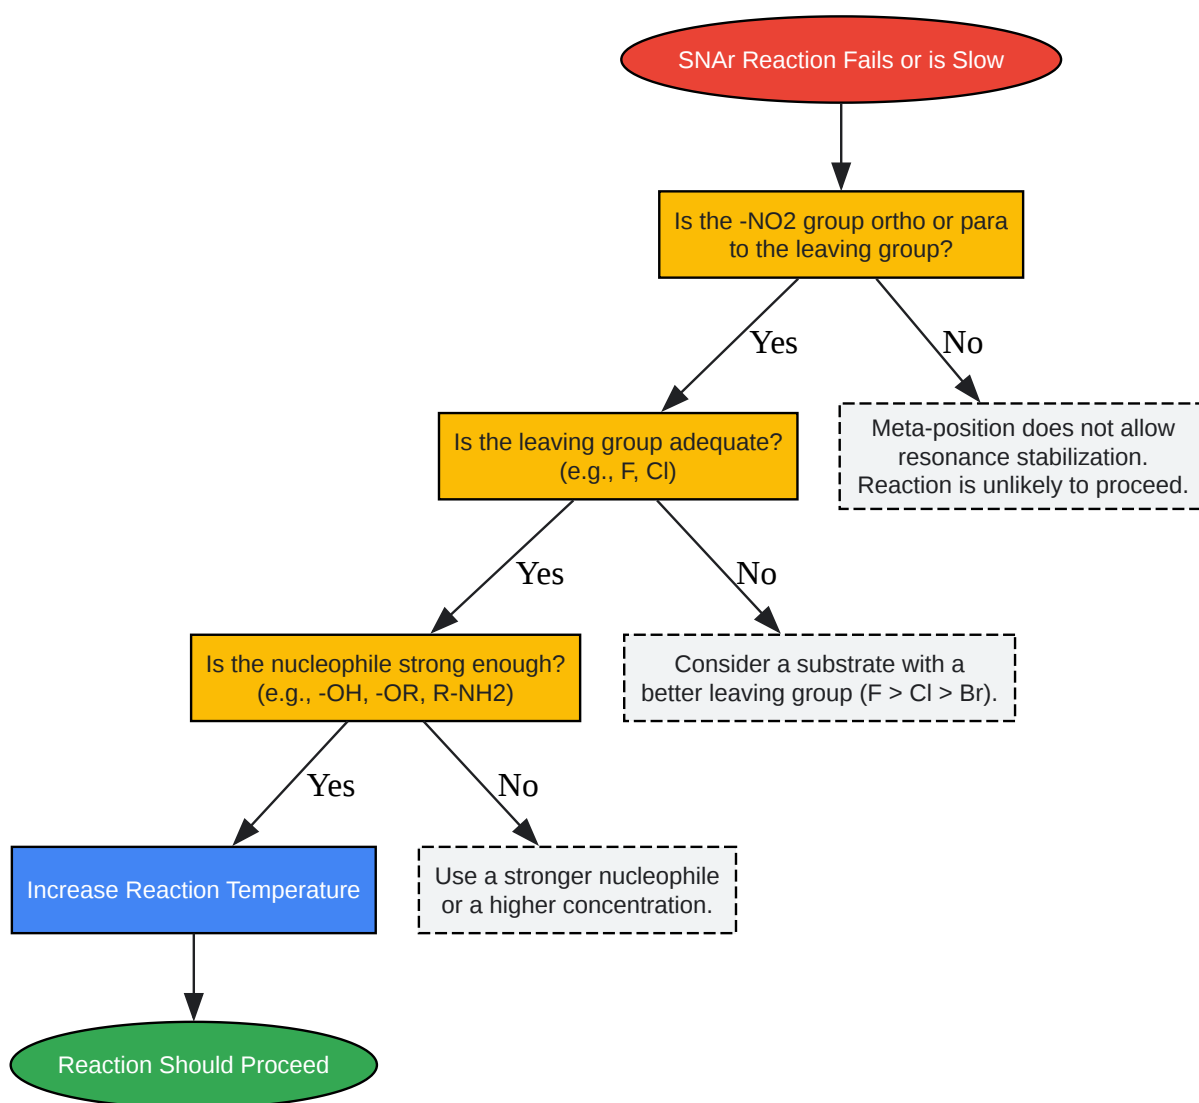 SNAr Reaction Fails or is Slow
Is the -NO2 group ortho or para
to the leaving group?
Yes
No
Is the leaving group adequate?
(e.g., F, Cl)
Meta-position does not allow
resonance stabilization.
Reaction is unlikely to proceed.
Yes
No
Is the nucleophile strong enough?
(e.g., -OH, -OR, R-NH2)
Consider a substrate with a
better leaving group (F > Cl > Br).
Yes
No
Increase Reaction Temperature
Use a stronger nucleophile
or a higher concentration.
Reaction Should Proceed